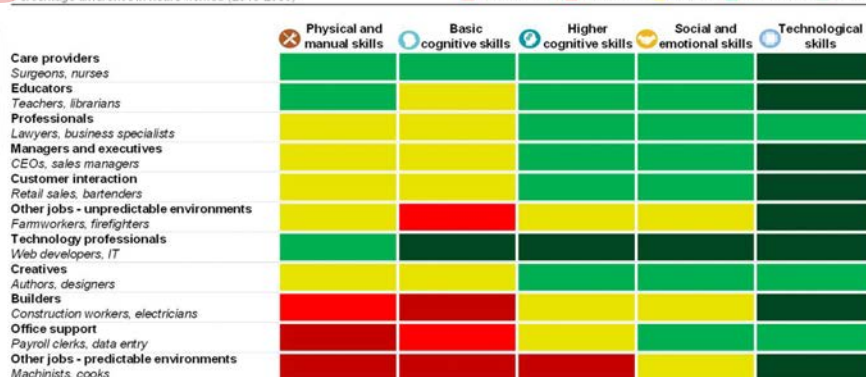 Physical and manual skills
Basic cognitive skills
Higher cognitive skills
Social and emotional skills
Technological skills
Care providers
Surgeons, nurses
Educators
Teachers, librarians
Professionals
Lawyers, business specialists
Managers and executives
CEOs, sales managers
Customer interaction
Retail sales, bartenders
Other jobs - unpredictable environments
Farmworkers, firefighters
Technology professionals
Web developers, IT
Creatives
Authors, designers
Builders
Construction workers, electricians
Office support
Payroll clerks, data entry
Other jobs - predictable environments
Machinists, cooks